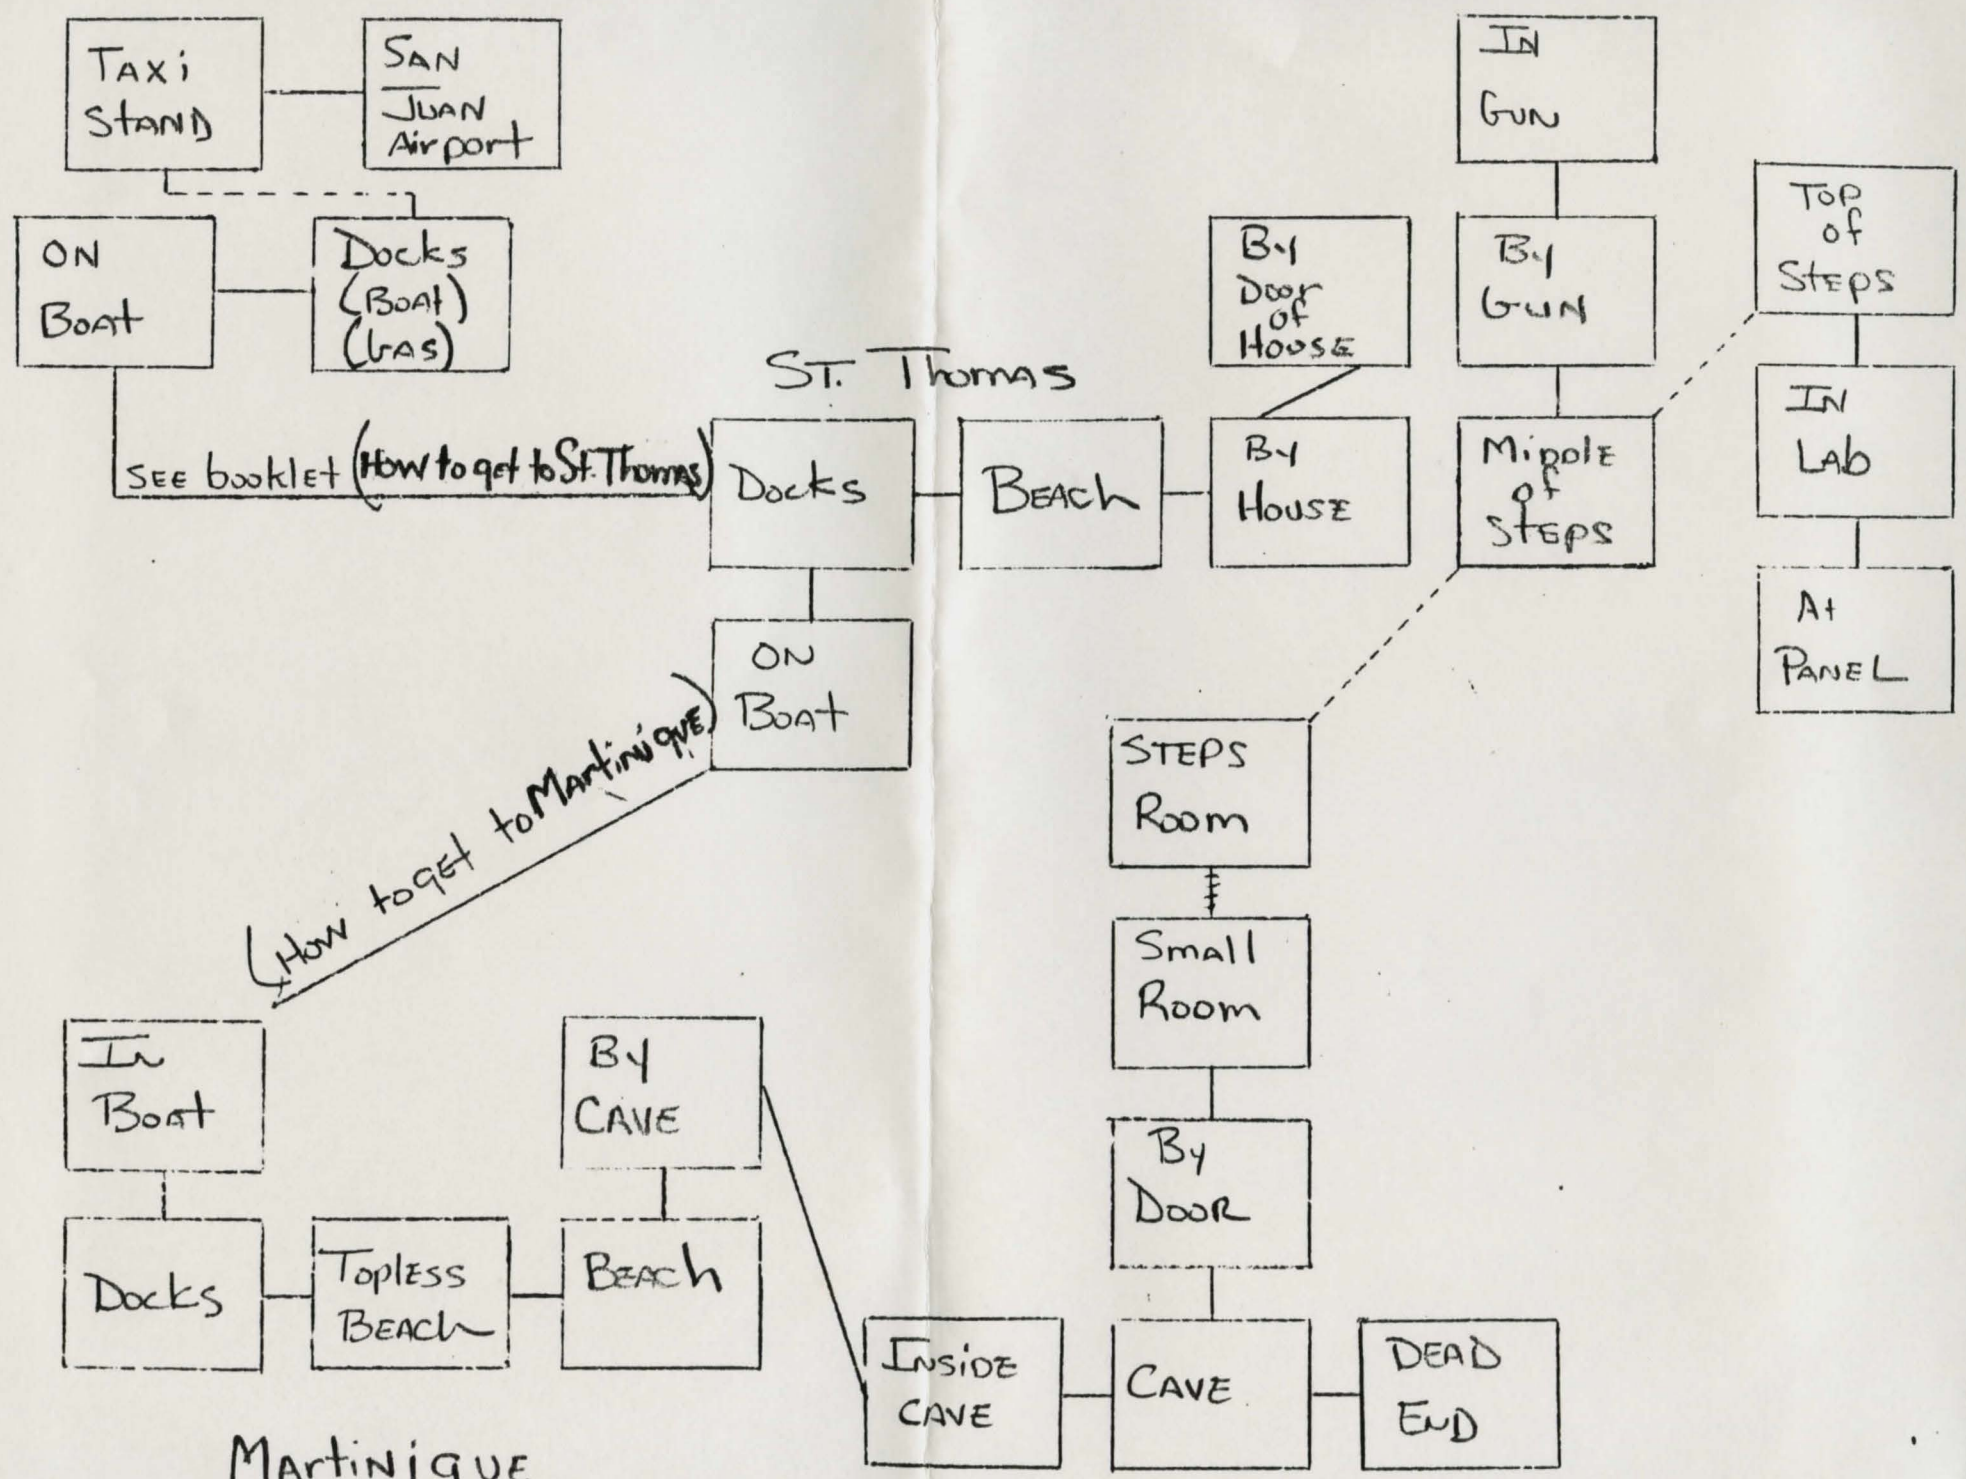 TAXi
StAND
SAN
JUAN
Airport
ON
BOAt
Docks
(BOAt)
(GAS)
SEE booklet (How to get to St. Thomas)
ST. Thomas
Docks
BEACh
By
HOUSE
By
Door
of
HOUSE
IN
GUN
By
GUN
MiDDLE
of
StEPS
TOP
of
STEPS
IN
LAb
At
PANEL
ON
BOAt
(How to get to MArtiNiQUE)
STEPS
Room
Small
Room
By
DOOR
In
BOAt
Docks
TOPlESS
BEACh
BEACh
By
CAVE
INSiDE
CAVE
CAVE
DEAD
END
MArtiNiQUE